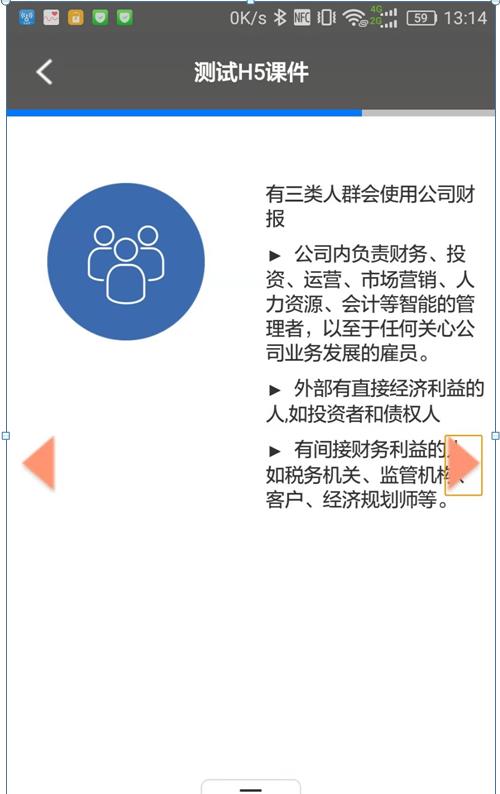 0K/s NFC 4G 2G 59 13:14
测试H5课件
有三类人群会使用公司财
报
► 公司内负责财务、投
资、运营、市场营销、人
力资源、会计等智能的管
理者，以至于任何关心公
司业务发展的雇员。
► 外部有直接经济利益的
人,如投资者和债权人
► 有间接财务利益的人,
如税务机关、监管机构、
客户、经济规划师等。